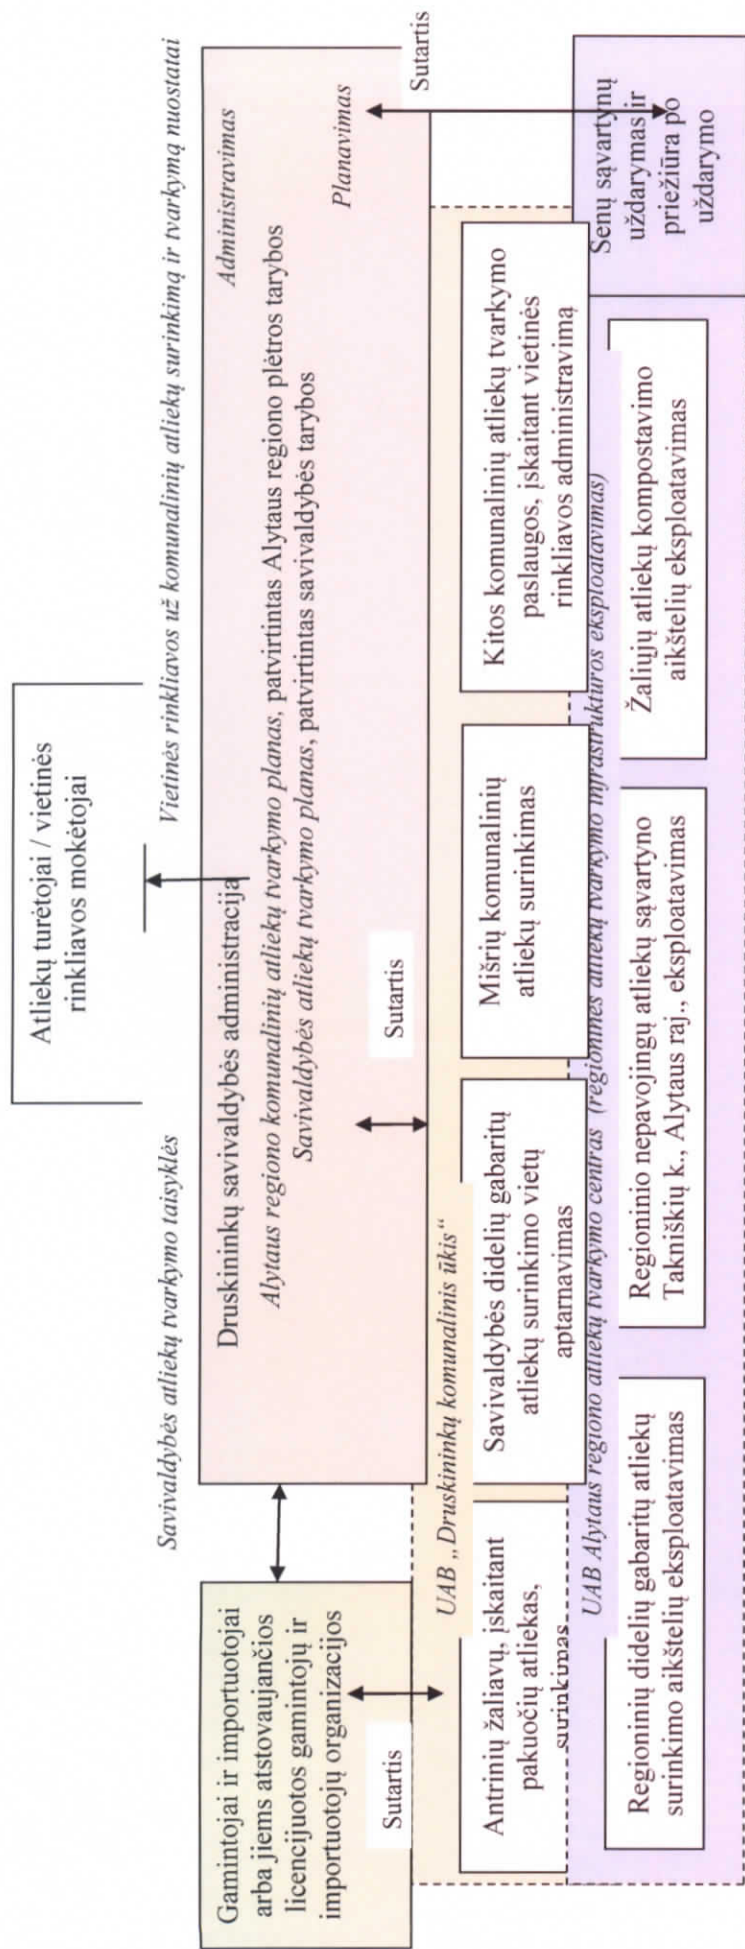 Atliekų turėtojai / vietinės
rinkliavos mokėtojai
Savivaldybės atliekų tvarkymo taisyklės
Vietinės rinkliavos už komunalinių atliekų surinkimą ir tvarkymą nuostatai
Gamintojai ir importuotojai
arba jiems atstovaujančios
licencijuotos gamintojų ir
importuotojų organizacijos
Druskininkų savivaldybės administracija
Administravimas
Alytaus regiono komunalinių atliekų tvarkymo planas, patvirtintas Alytaus regiono plėtros tarybos
Savivaldybės atliekų tvarkymo planas, patvirtintas savivaldybės tarybos
Planavimas
Sutartis
Sutartis
Sutartis
UAB „Druskininkų komunalinis ūkis“
Antrinių žaliavų, įskaitant
pakuočių atliekas,
surinkimas
Savivaldybės didelių gabaritų
atliekų surinkimo vietų
aptarnavimas
Mišrių komunalinių
atliekų surinkimas
Kitos komunalinių atliekų tvarkymo
paslaugos, įskaitant vietinės
rinkliavos administravimą
UAB Alytaus regiono atliekų tvarkymo centras (regioninės atliekų tvarkymo infrastruktūros eksploatavimas)
Regioninių didelių gabaritų atliekų
surinkimo aikštelių eksploatavimas
Regioninio nepavojingų atliekų sąvartyno
Takniškių k., Alytaus raj., eksploatavimas
Žaliųjų atliekų kompostavimo
aikštelių eksploatavimas
Senų sąvartynų
uždarymas ir
priežiūra po
uždarymo